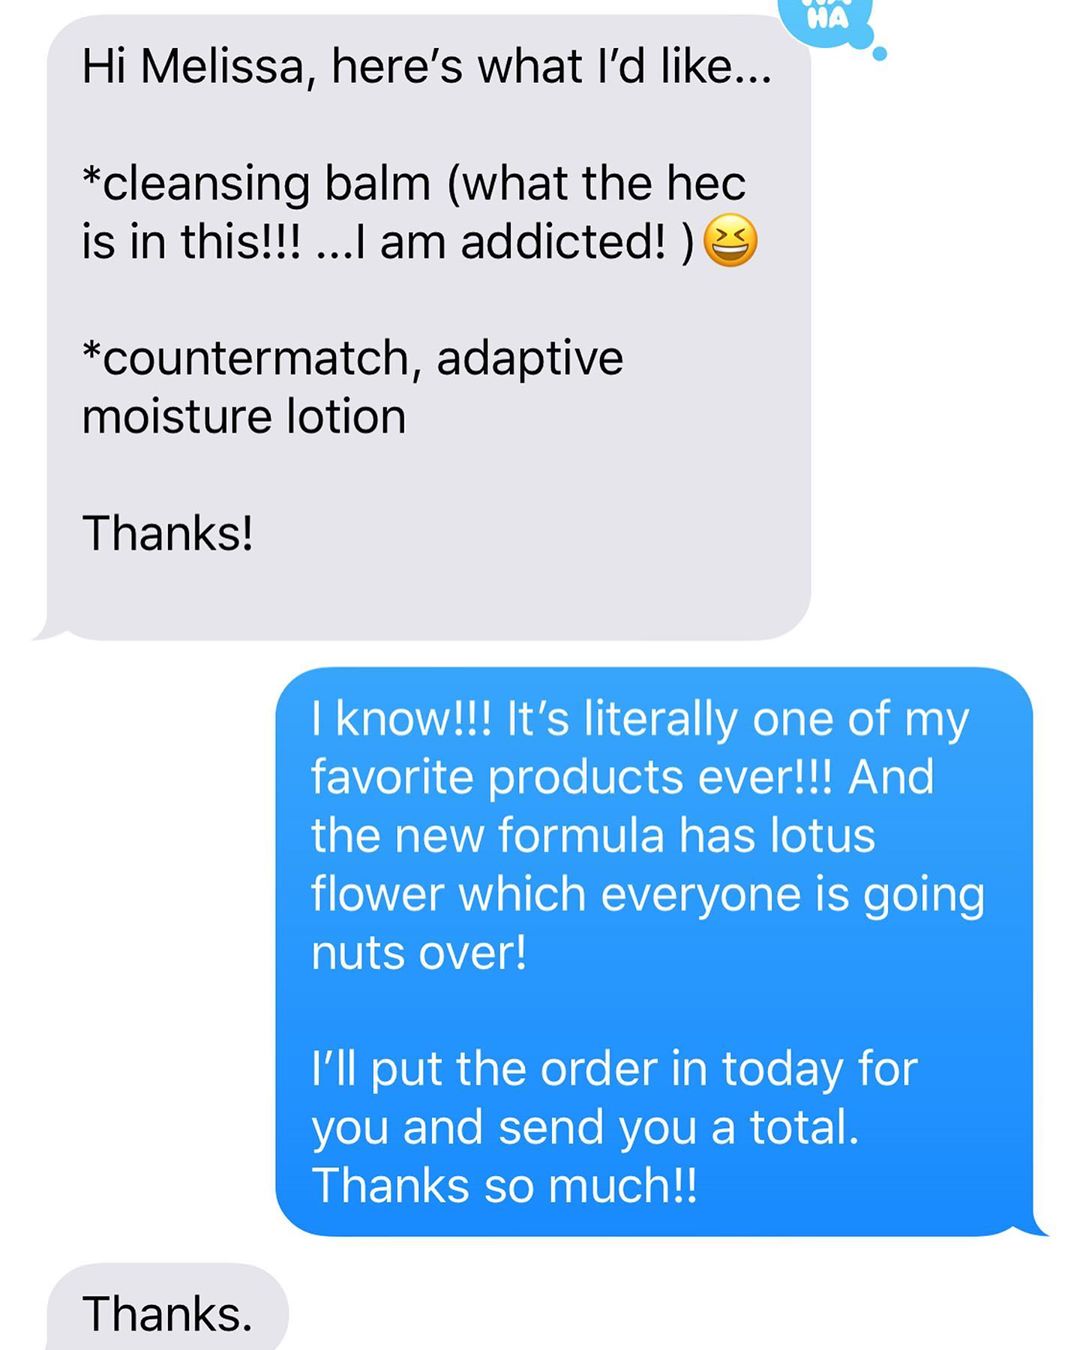 HA
Hi Melissa, here’s what I’d like...
*cleansing balm (what the hec
is in this!!! ...I am addicted! )😆
*countermatch, adaptive
moisture lotion
Thanks!
I know!!! It’s literally one of my
favorite products ever!!! And
the new formula has lotus
flower which everyone is going
nuts over!
I’ll put the order in today for
you and send you a total.
Thanks so much!!
Thanks.